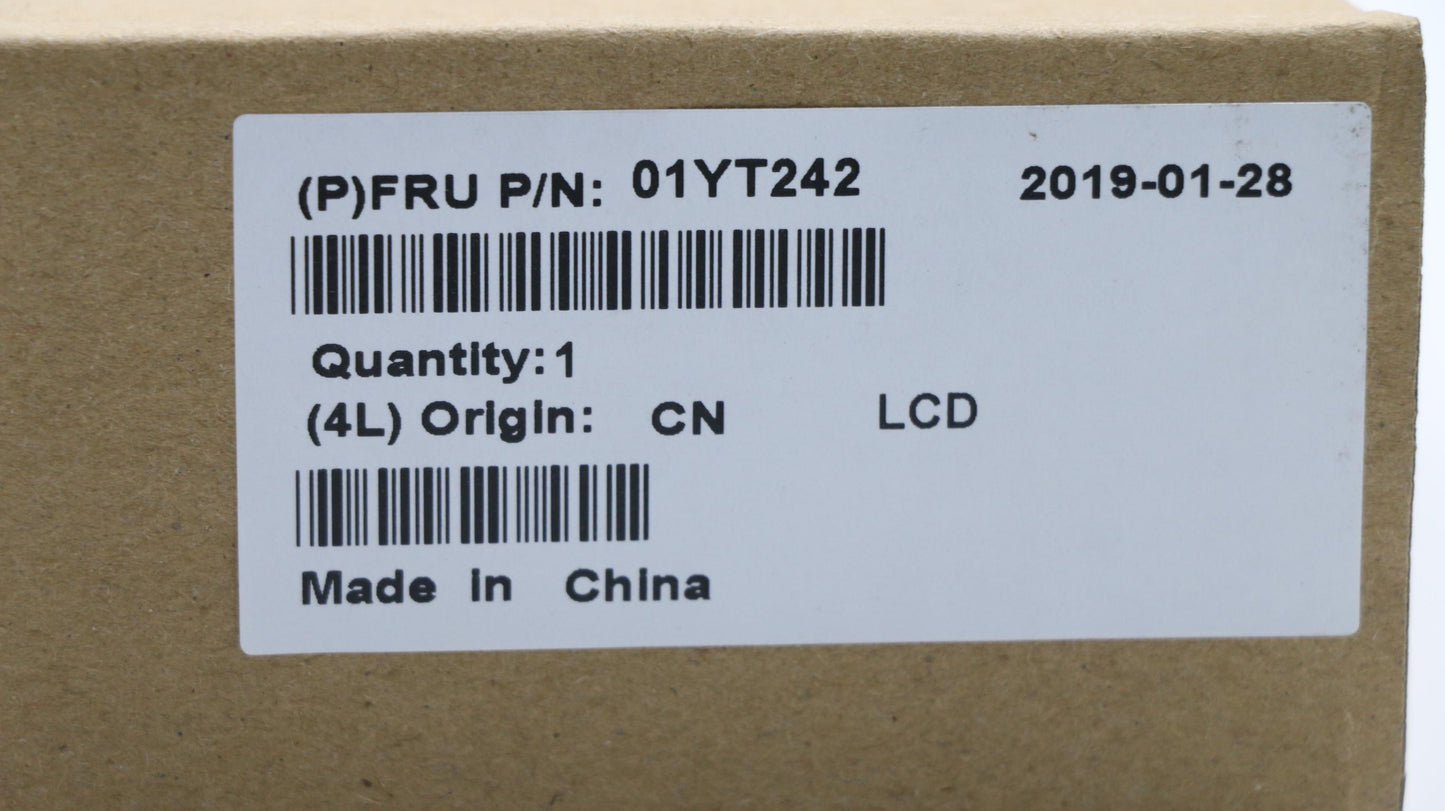 (P)FRU P/N: 01YT242 2019-01-28
Quantity: 1
(4L) Origin: CN LCD
Made in China